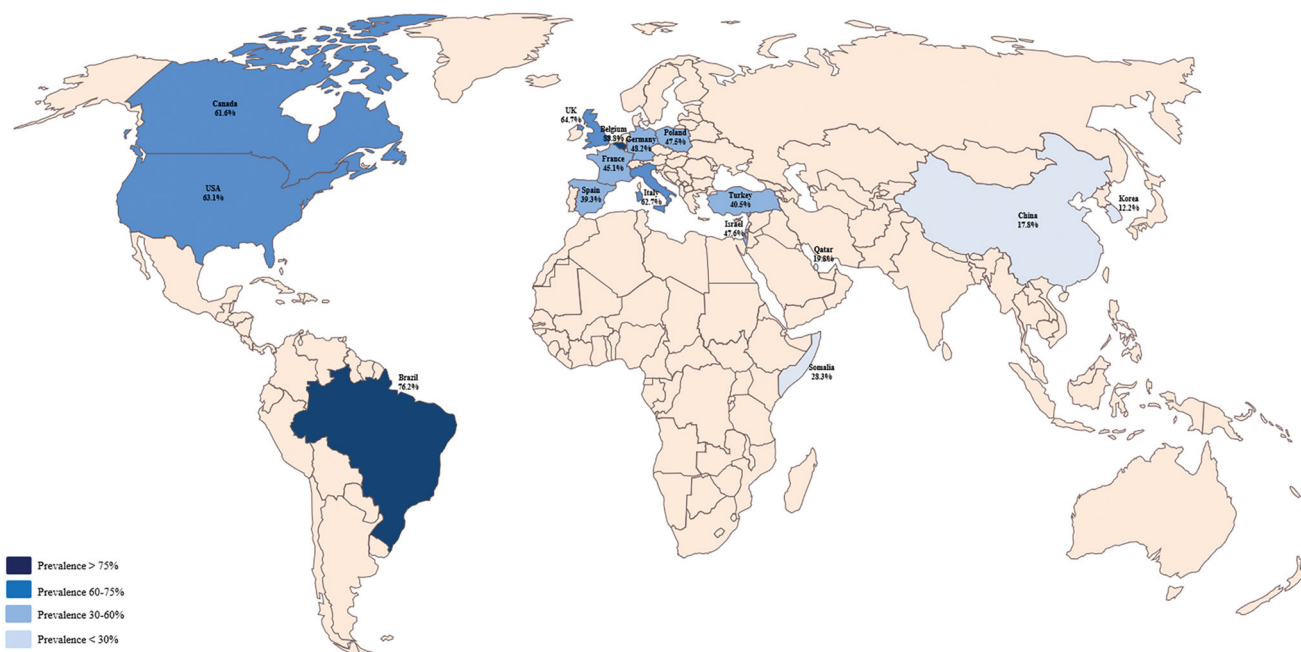 Canada
61.6%
USA
63.1%
Brazil
76.2%
UK
64.7%
Belgium
Germany
48.2%
Poland
47.5%
France
45.1%
Spain
39.3%
Italy
62.7%
Turkey
40.5%
Israel
47.6%
Qatar
19.8%
Somalia
28.3%
China
17.8%
Korea
12.2%
Prevalence > 75%
Prevalence 60-75%
Prevalence 30-60%
Prevalence < 30%